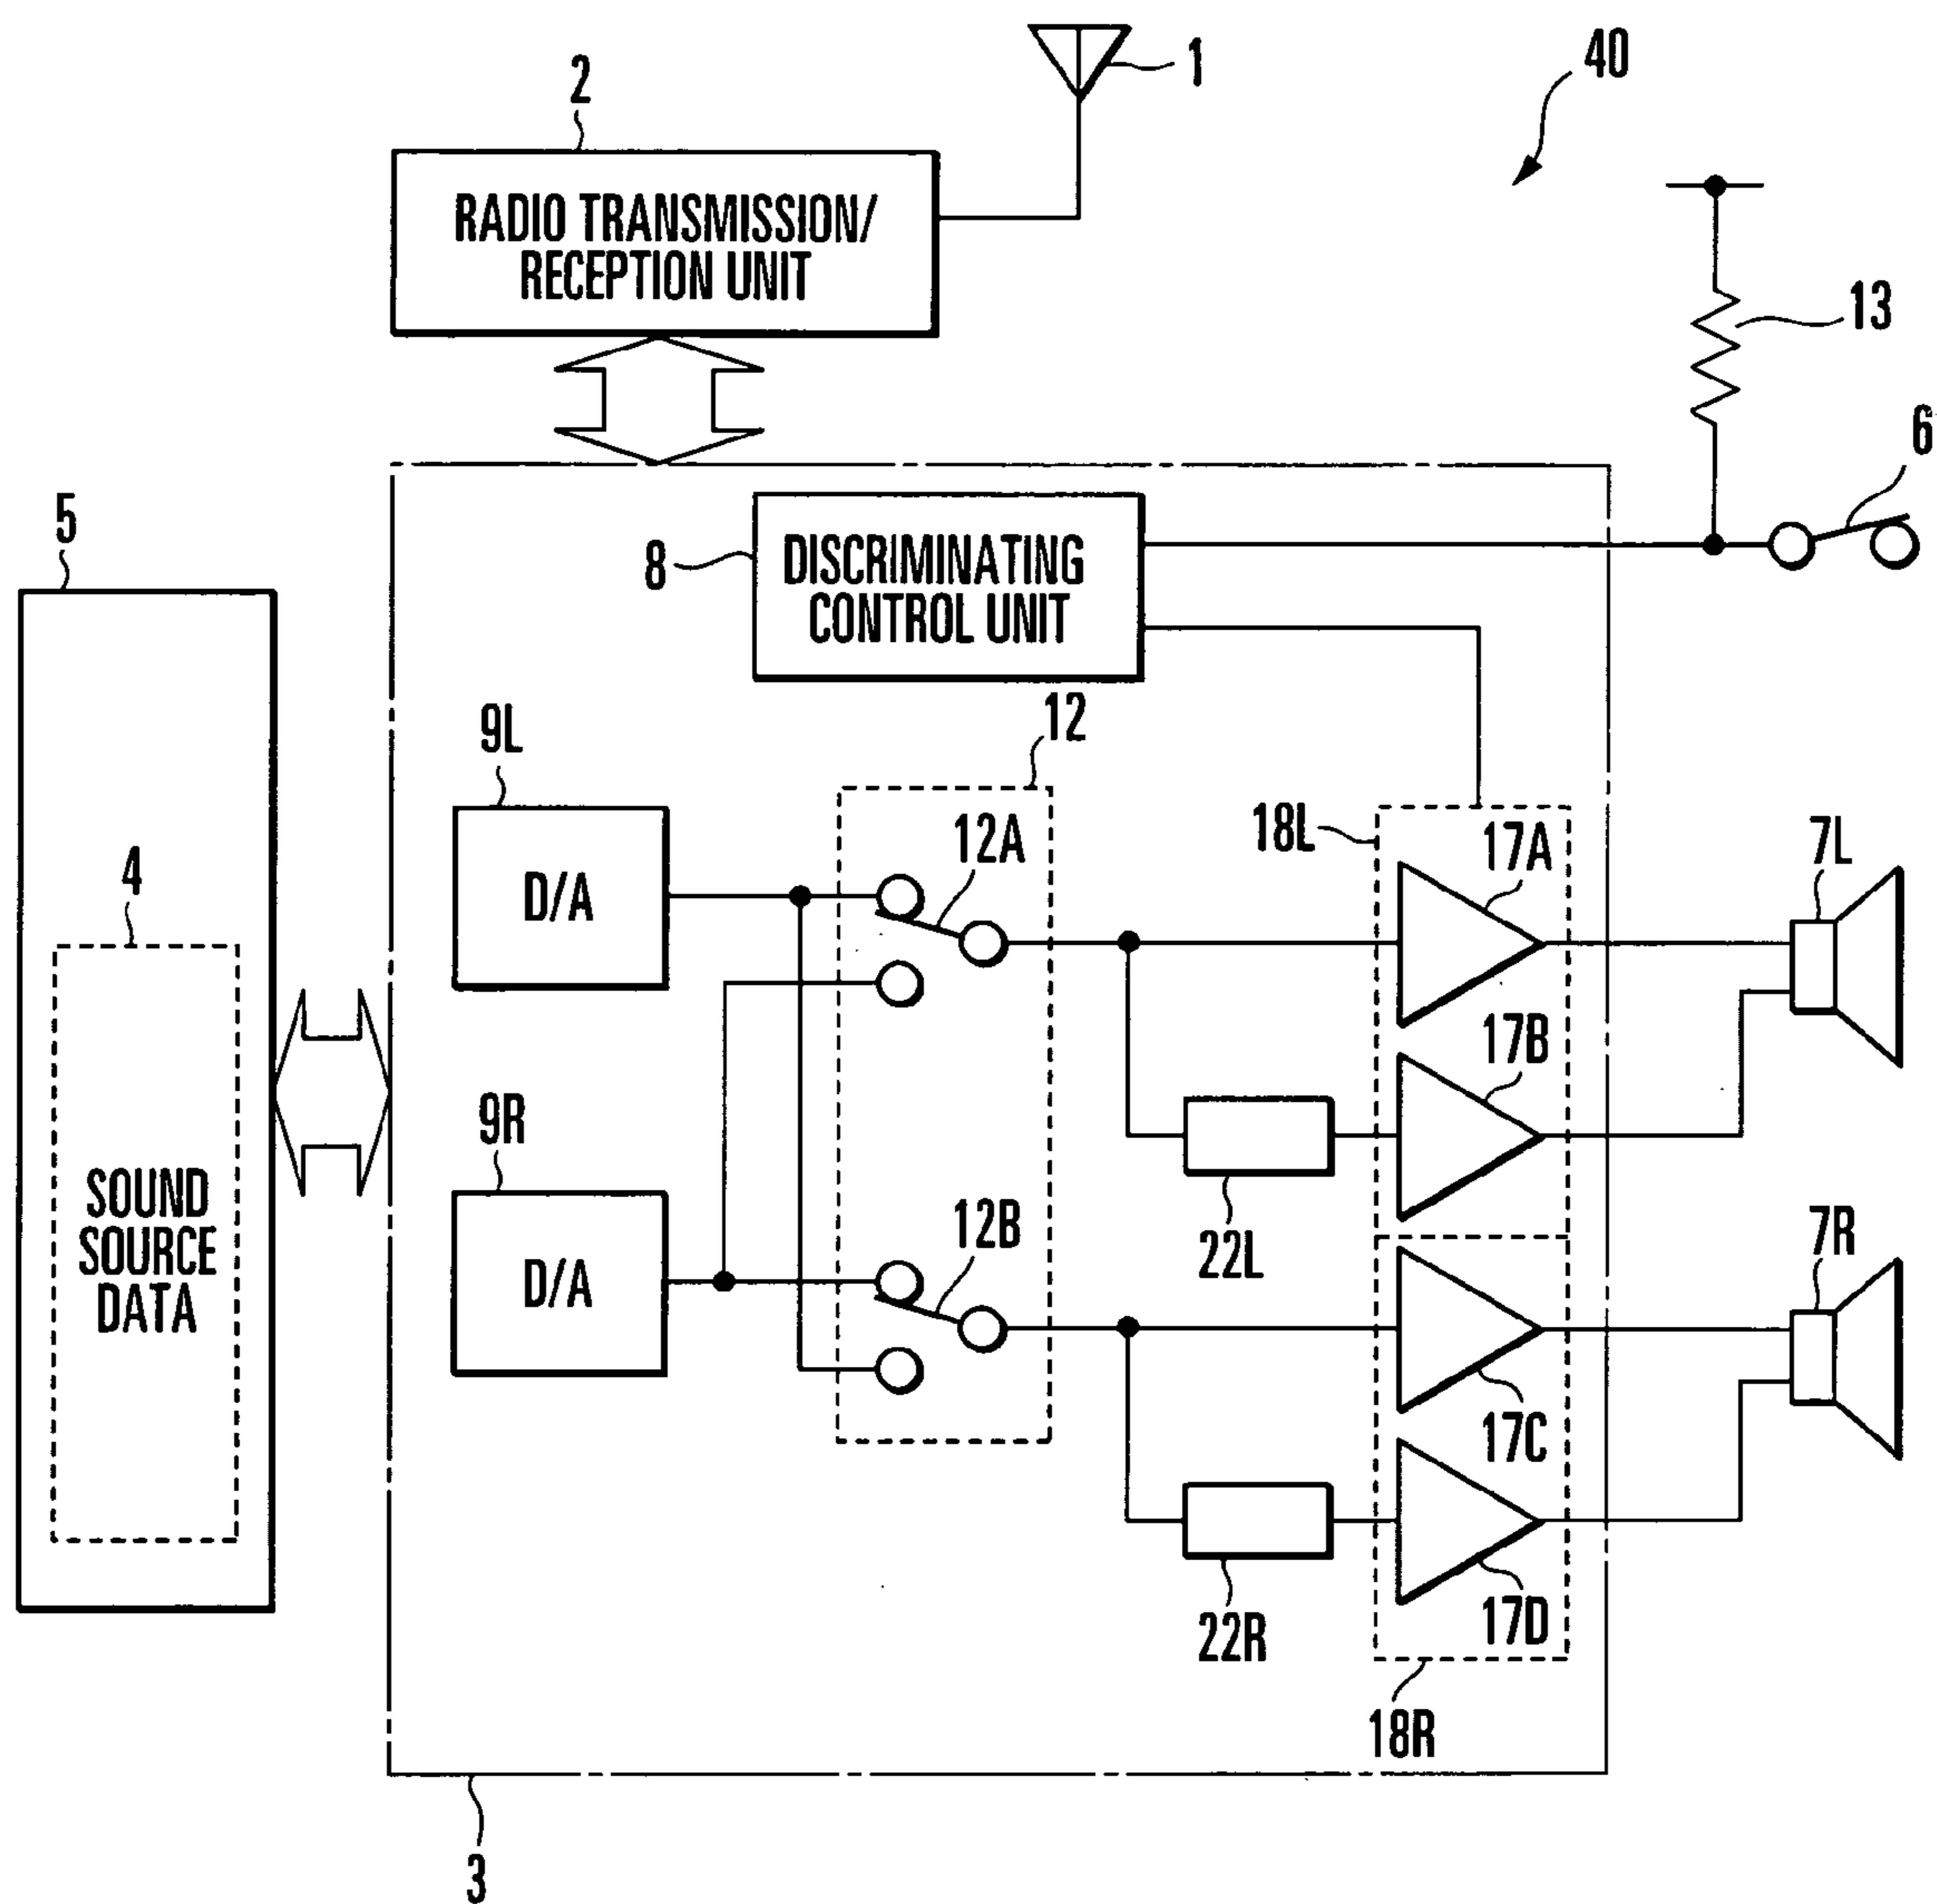 1
40
2
RADIO TRANSMISSION/
RECEPTION UNIT
13
6
5
8
DISCRIMINATING
CONTROL UNIT
12
9L
D/A
12A
18L
17A
7L
4
17B
9R
D/A
22L
12B
7R
SOUND
SOURCE
DATA
17C
17D
22R
18R
3